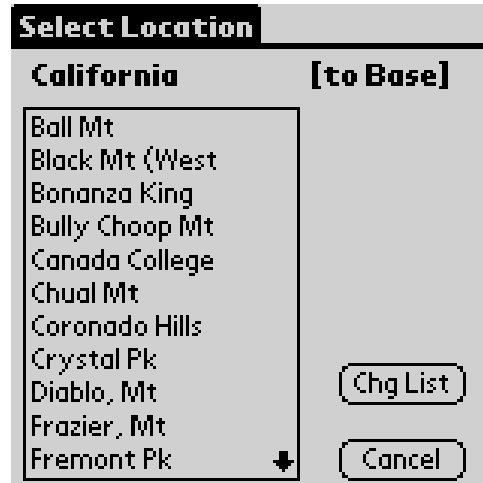 Select Location
California [to Base]
Ball Mt
Black Mt (West
Bonanza King
Bully Choop Mt
Canada College
Chual Mt
Coronado Hills
Crystal Pk
Diablo, Mt
Frazier, Mt
Fremont Pk
Chg List
Cancel